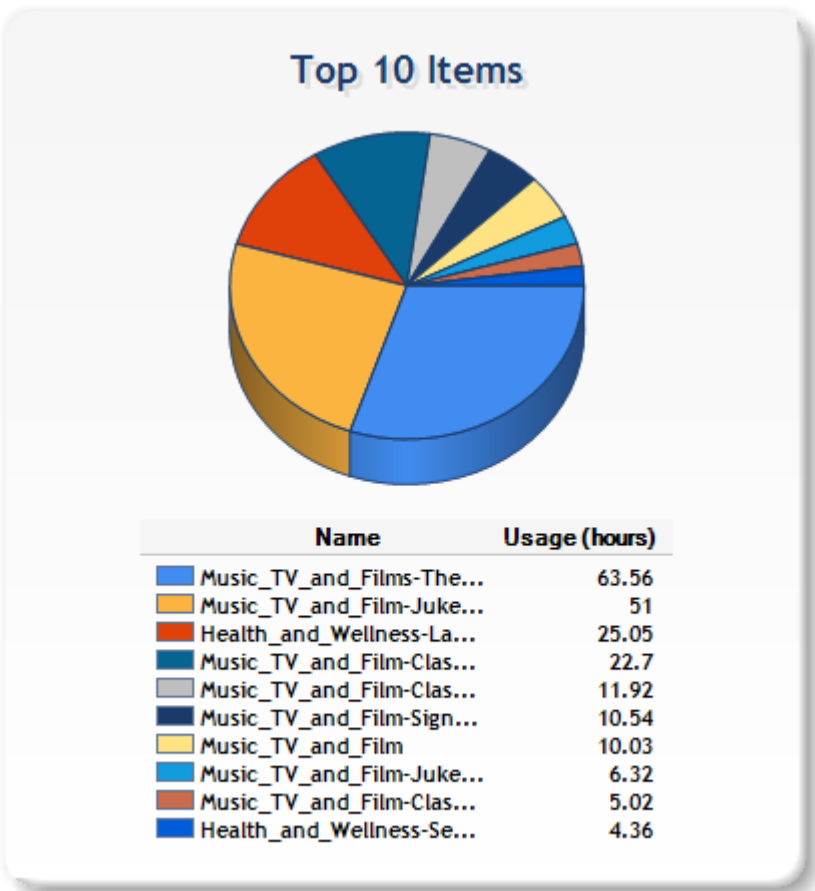 Top 10 Items
Name Usage (hours)
Music_TV_and_Films-The... 63.56
Music_TV_and_Film-Juke... 51
Health_and_Wellness-La... 25.05
Music_TV_and_Film-Clas... 22.7
Music_TV_and_Film-Clas... 11.92
Music_TV_and_Film-Sign... 10.54
Music_TV_and_Film 10.03
Music_TV_and_Film-Juke... 6.32
Music_TV_and_Film-Clas... 5.02
Health_and_Wellness-Se... 4.36